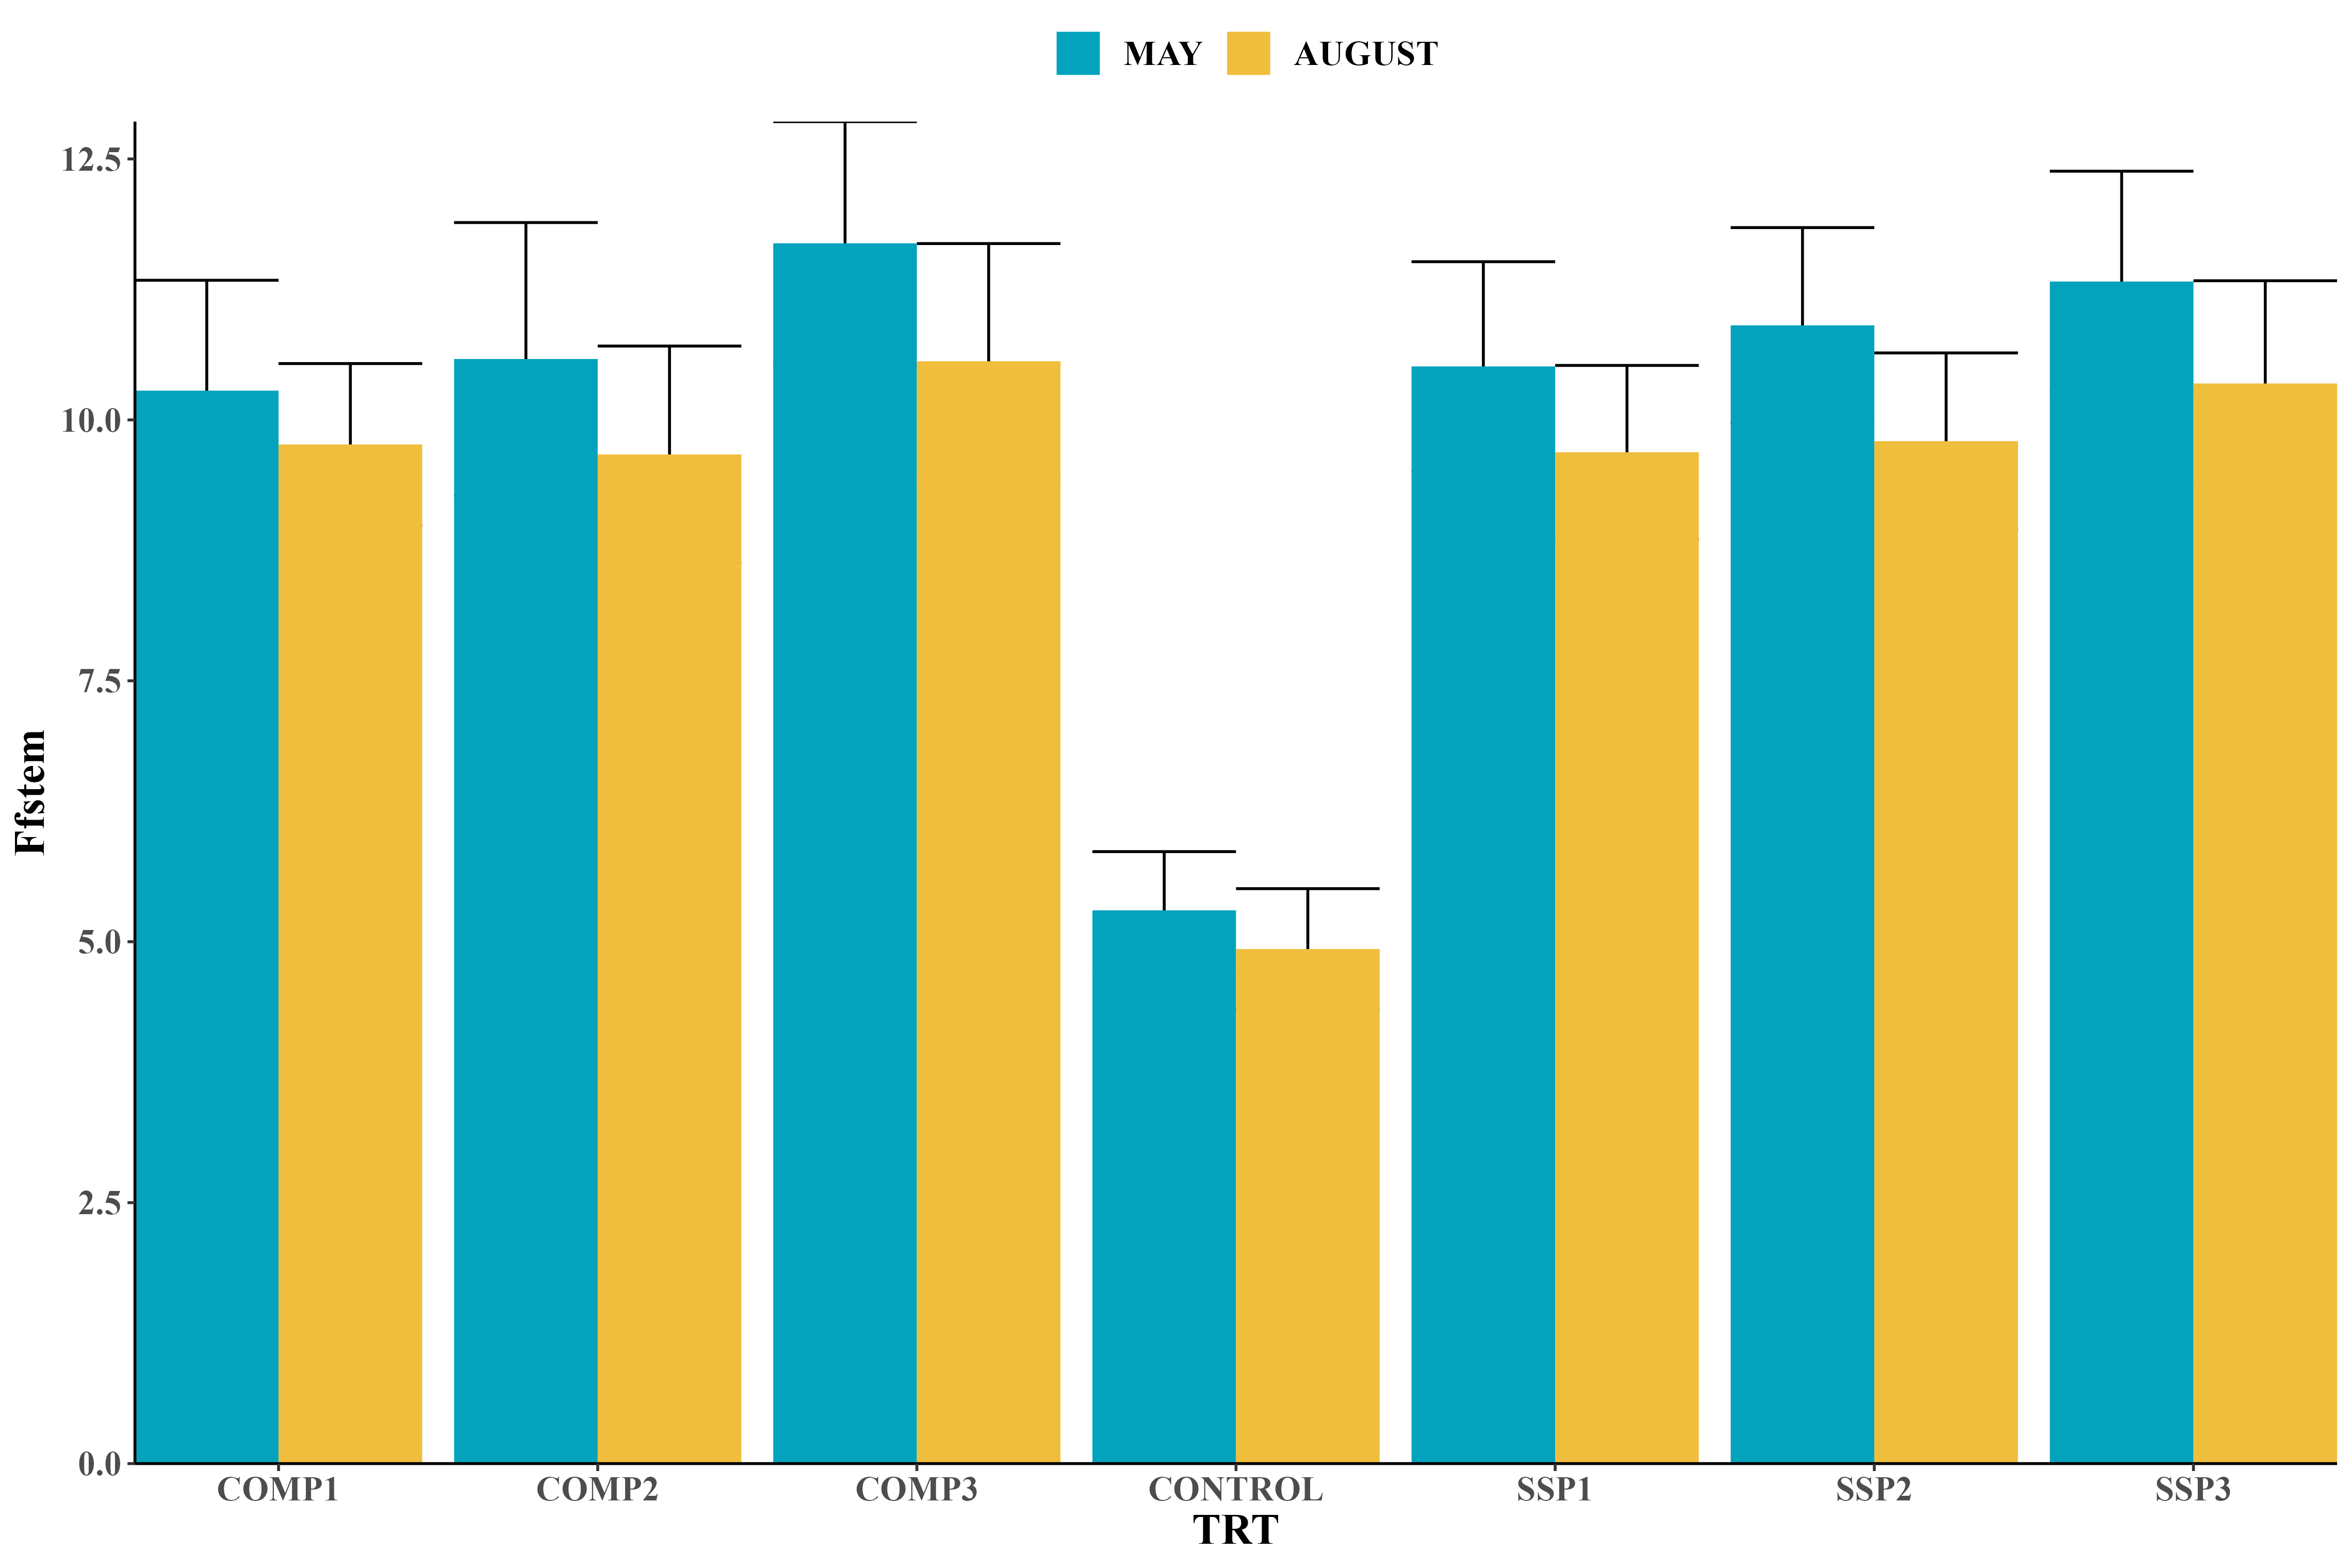 MAY AUGUST
12.5
10.0
7.5
5.0
2.5
0.0
Ffstem
COMP1 COMP2 COMP3 CONTROL SSP1 SSP2 SSP3
TRT